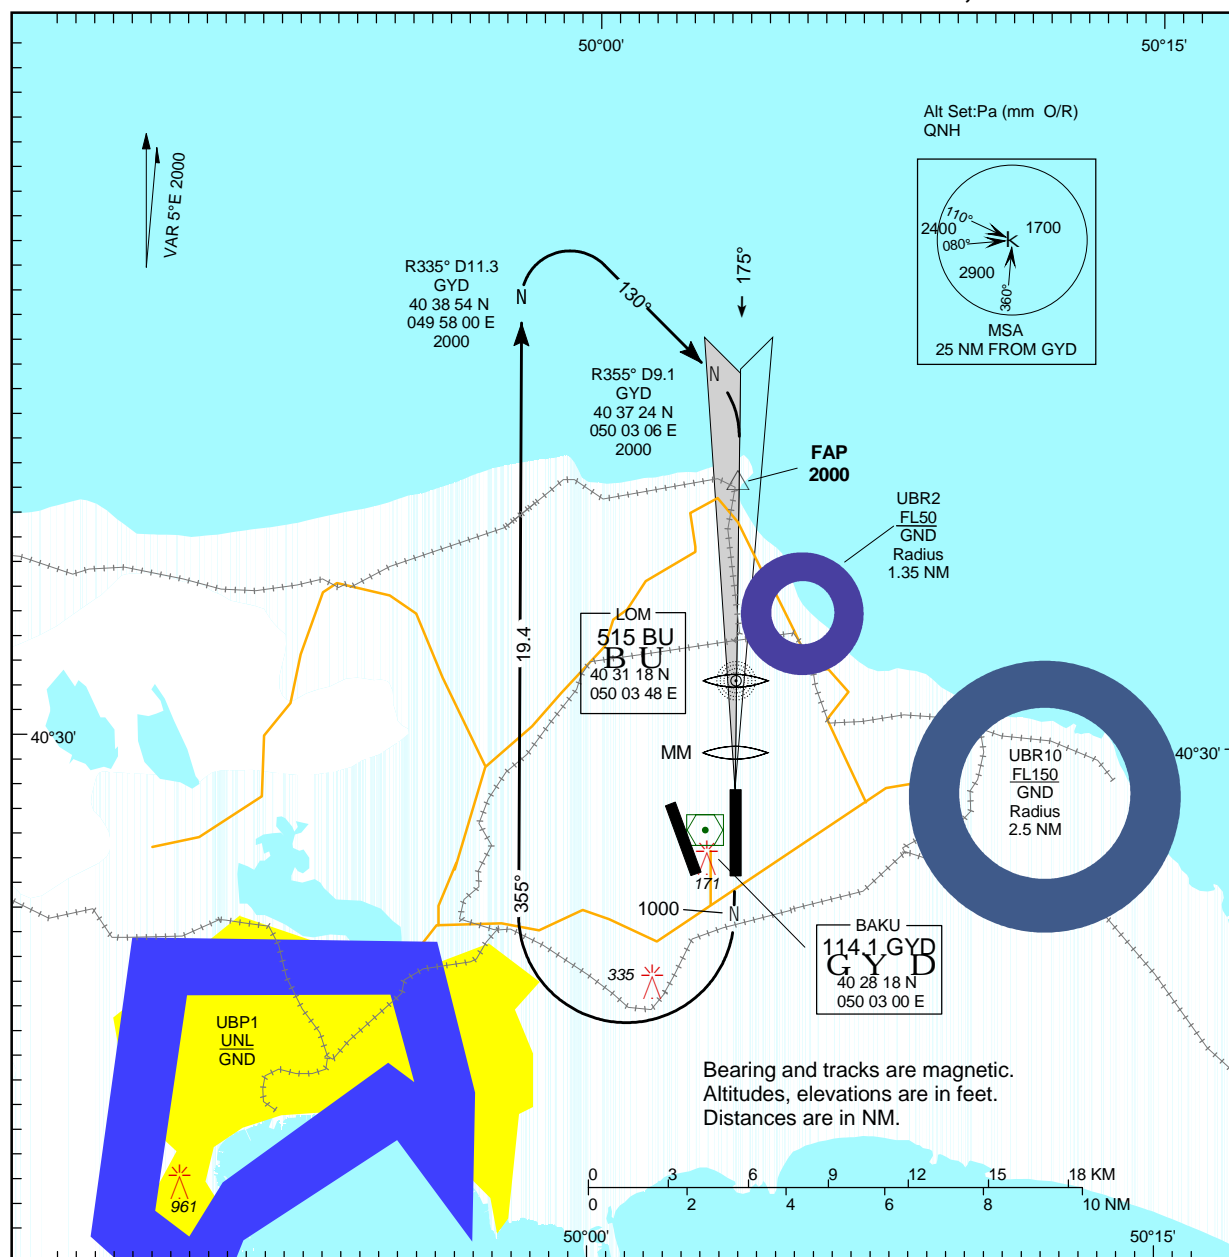 50°00'
50°15'
Alt Set:Pa (mm O/R)
QNH
VAR 5°E 2000
110°
2400
1700
080°
K
2900
360°
MSA
25 NM FROM GYD
175°
R335° D11.3
GYD
40 38 54 N
049 58 00 E
2000
N
130°
R355° D9.1
GYD
40 37 24 N
050 03 06 E
2000
N
FAP
2000
UBR2
FL50
GND
Radius
1.35 NM
LOM
515 BU
B U
40 31 18 N
050 03 48 E
19.4
40°30'
MM
40°30'
UBR10
FL150
GND
Radius
2.5 NM
171
355°
1000
N
BAKU
114.1 GYD
G Y D
40 28 18 N
050 03 00 E
335
UBP1
UNL
GND
Bearing and tracks are magnetic.
Altitudes, elevations are in feet.
Distances are in NM.
961
0 3 6 9 12 15 18 KM
0 2 4 6 8 10 NM
50°00'
50°15'